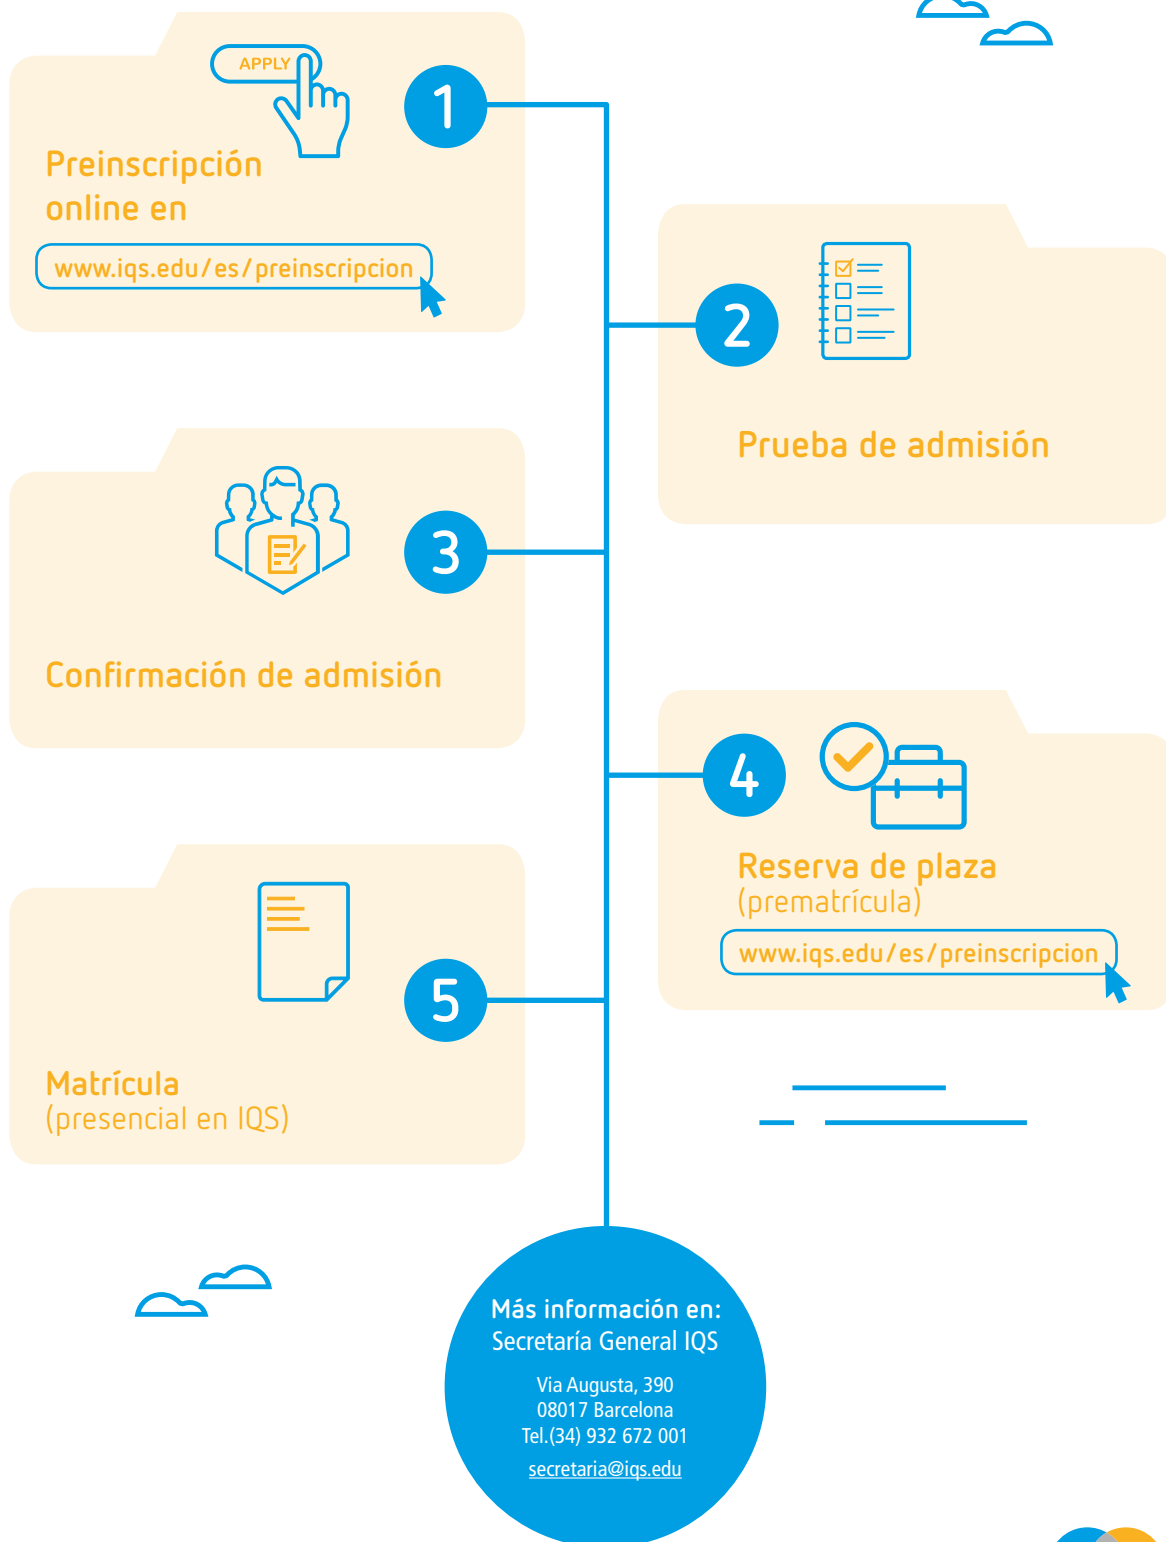 APPLY
1
Preinscripción
online en
www.iqs.edu/es/preinscripcion
2
Prueba de admisión
3
Confirmación de admisión
4
Reserva de plaza
(prematrícula)
www.iqs.edu/es/preinscripcion
5
Matrícula
(presencial en IQS)
Más información en:
Secretaría General IQS
Via Augusta, 390
08017 Barcelona
Tel.(34) 932 672 001
secretaria@iqs.edu